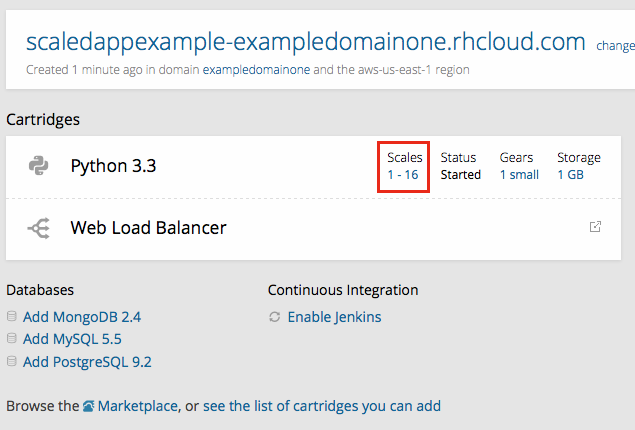 scaledappexample-exampledomainone.rhcloud.com change
Created 1 minute ago in domain exampledomainone and the aws-us-east-1 region
Cartridges
Python 3.3
Scales Status Gears Storage
1 - 16 Started 1 small 1 GB
Web Load Balancer
Databases
Add MongoDB 2.4
Add MySQL 5.5
Add PostgreSQL 9.2
Continuous Integration
Enable Jenkins
Browse the Marketplace, or see the list of cartridges you can add